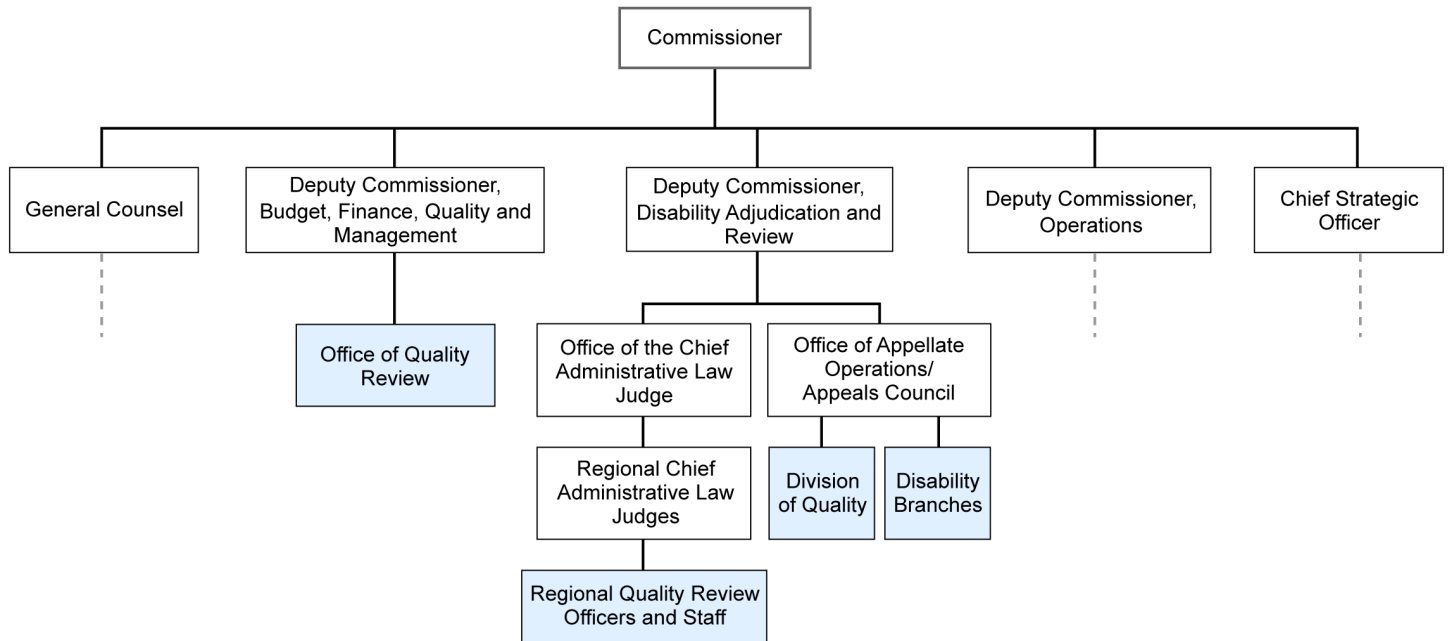 Commissioner
General Counsel
Deputy Commissioner,
Budget, Finance, Quality and
Management
Deputy Commissioner,
Disability Adjudication and
Review
Deputy Commissioner,
Operations
Chief Strategic
Officer
Office of Quality
Review
Office of the Chief
Administrative Law
Judge
Office of Appellate
Operations/
Appeals Council
Regional Chief
Administrative Law
Judges
Division
of Quality
Disability
Branches
Regional Quality Review
Officers and Staff